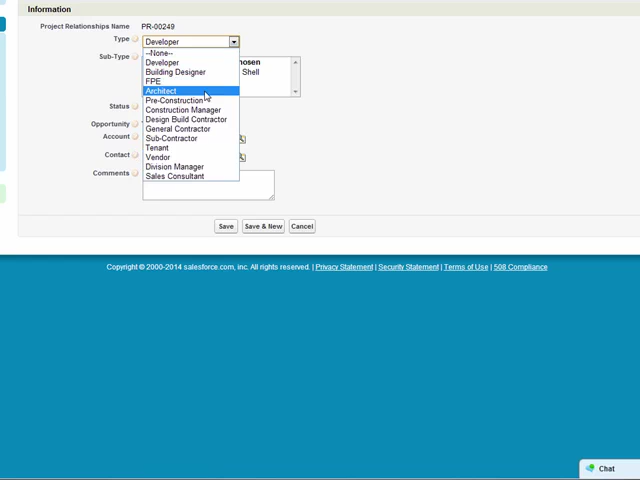 Information
Project Relationships Name PR-00249
Type Developer
--None--
Sub-Type hosen
Developer
Building Designer Shell
FPE
Architect
Pre-Construction
Status
Construction Manager
Design Build Contractor
Opportunity
General Contractor
Account
Sub-Contractor
Tenant
Contact
Vendor
Division Manager
Comments
Sales Consultant
Save Save & New Cancel
Copyright © 2000-2014 salesforce.com, inc. All rights reserved. | Privacy Statement | Security Statement | Terms of Use | 508 Compliance
Chat